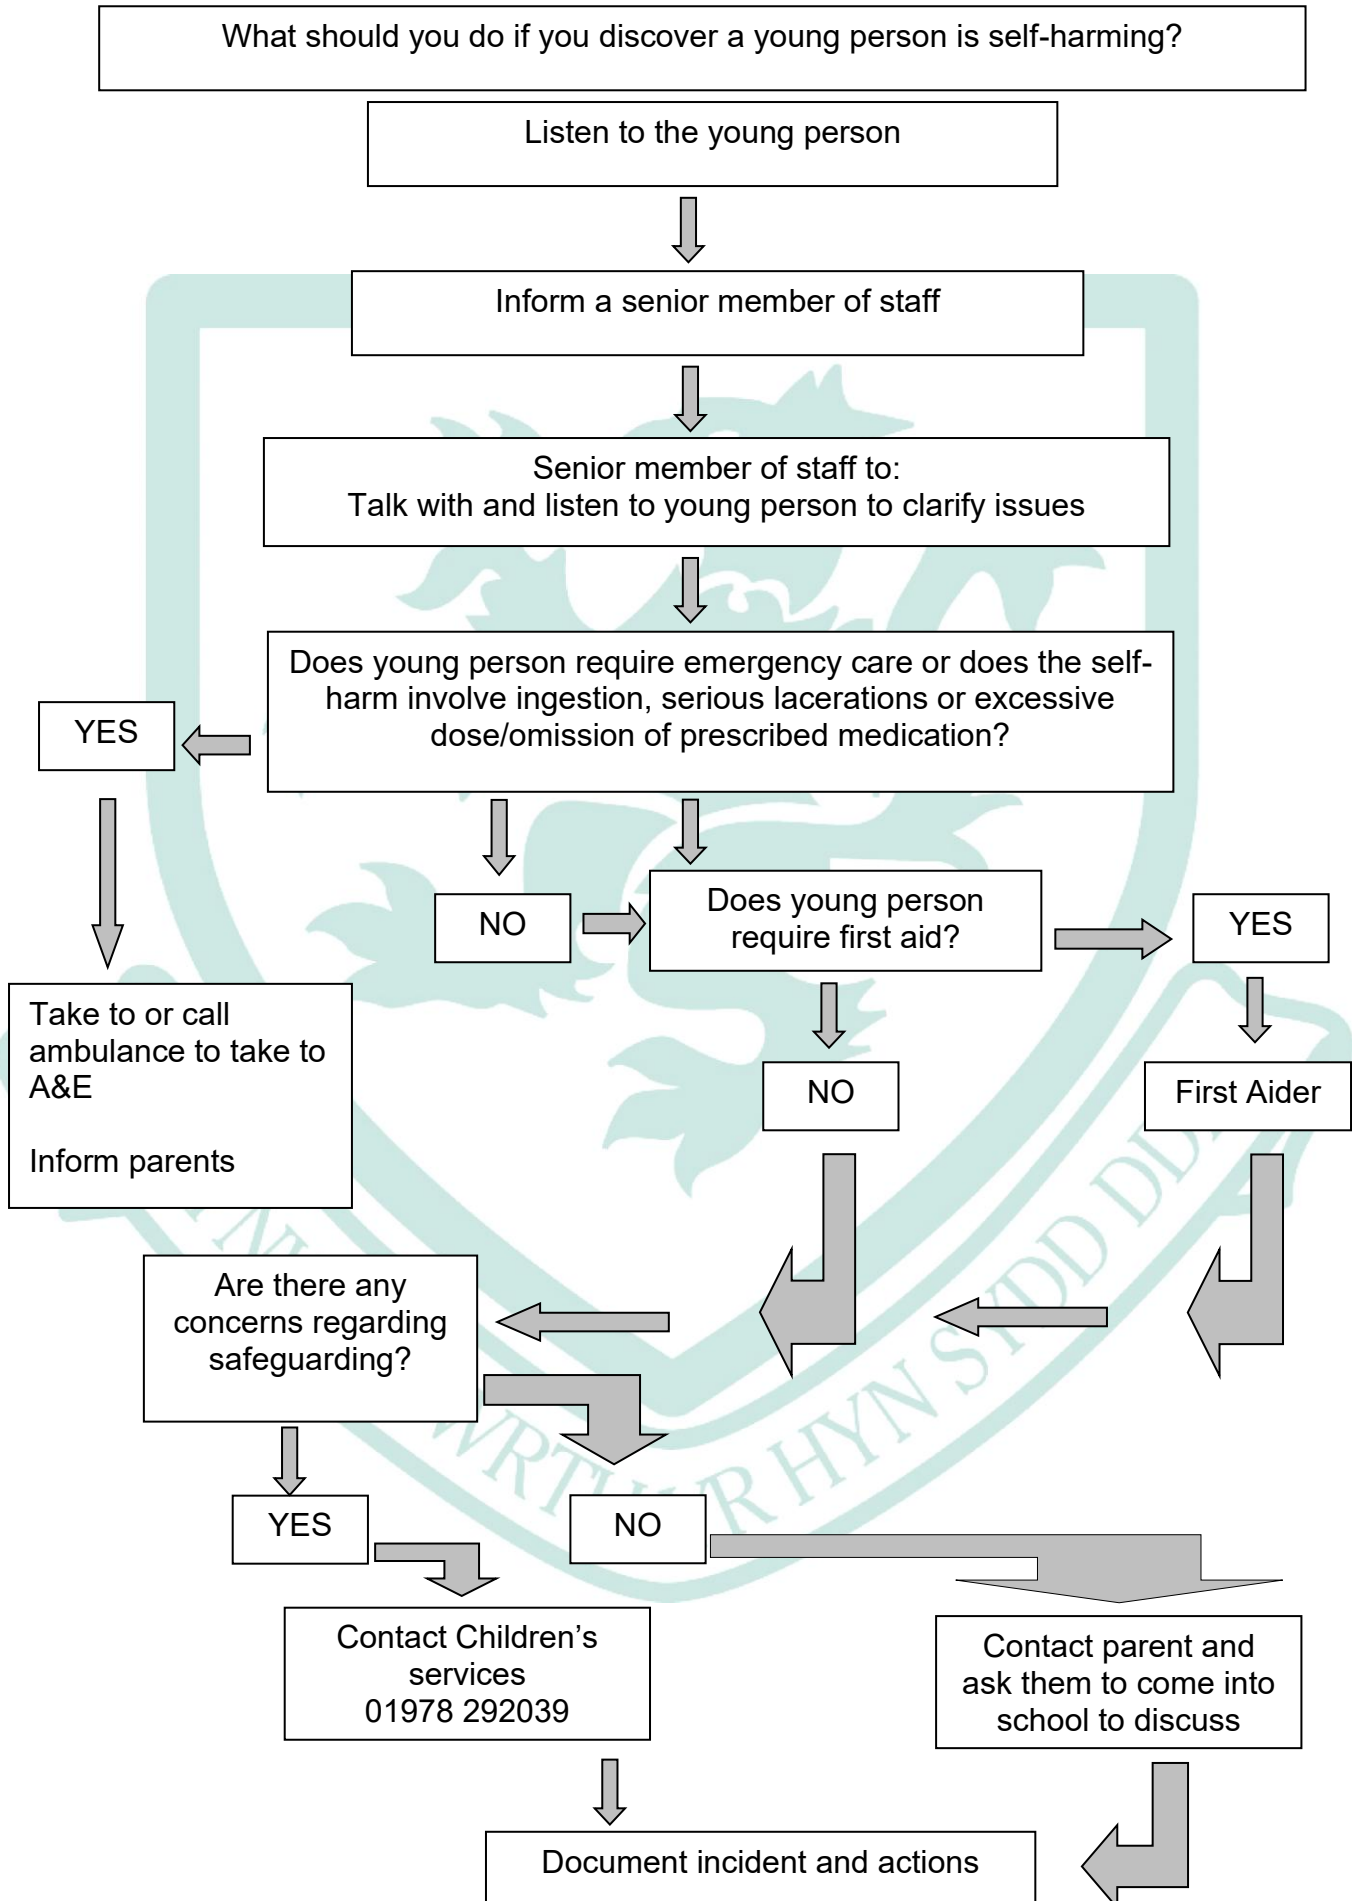 What should you do if you discover a young person is self-harming?
Listen to the young person
Inform a senior member of staff
Senior member of staff to:
Talk with and listen to young person to clarify issues
Does young person require emergency care or does the self-
harm involve ingestion, serious lacerations or excessive
dose/omission of prescribed medication?
YES
NO
Does young person
require first aid?
YES
Take to or call
ambulance to take to
A&E
Inform parents
NO
First Aider
Are there any
concerns regarding
safeguarding?
YES
NO
Contact Children’s
services
01978 292039
Contact parent and
ask them to come into
school to discuss
Document incident and actions
WRTH
R HYN SYDD